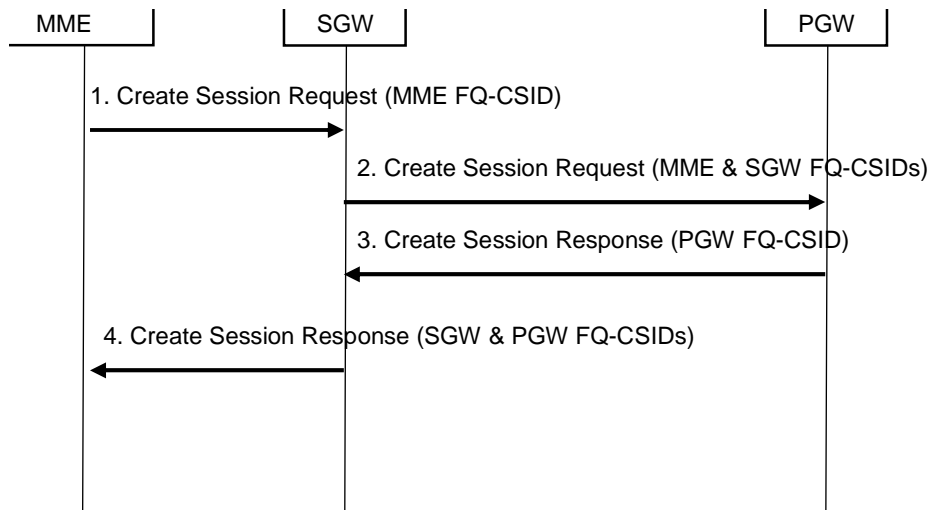 MME SGW PGW
1. Create Session Request (MME FQ-CSID)
2. Create Session Request (MME & SGW FQ-CSIDs)
3. Create Session Response (PGW FQ-CSID)
4. Create Session Response (SGW & PGW FQ-CSIDs)